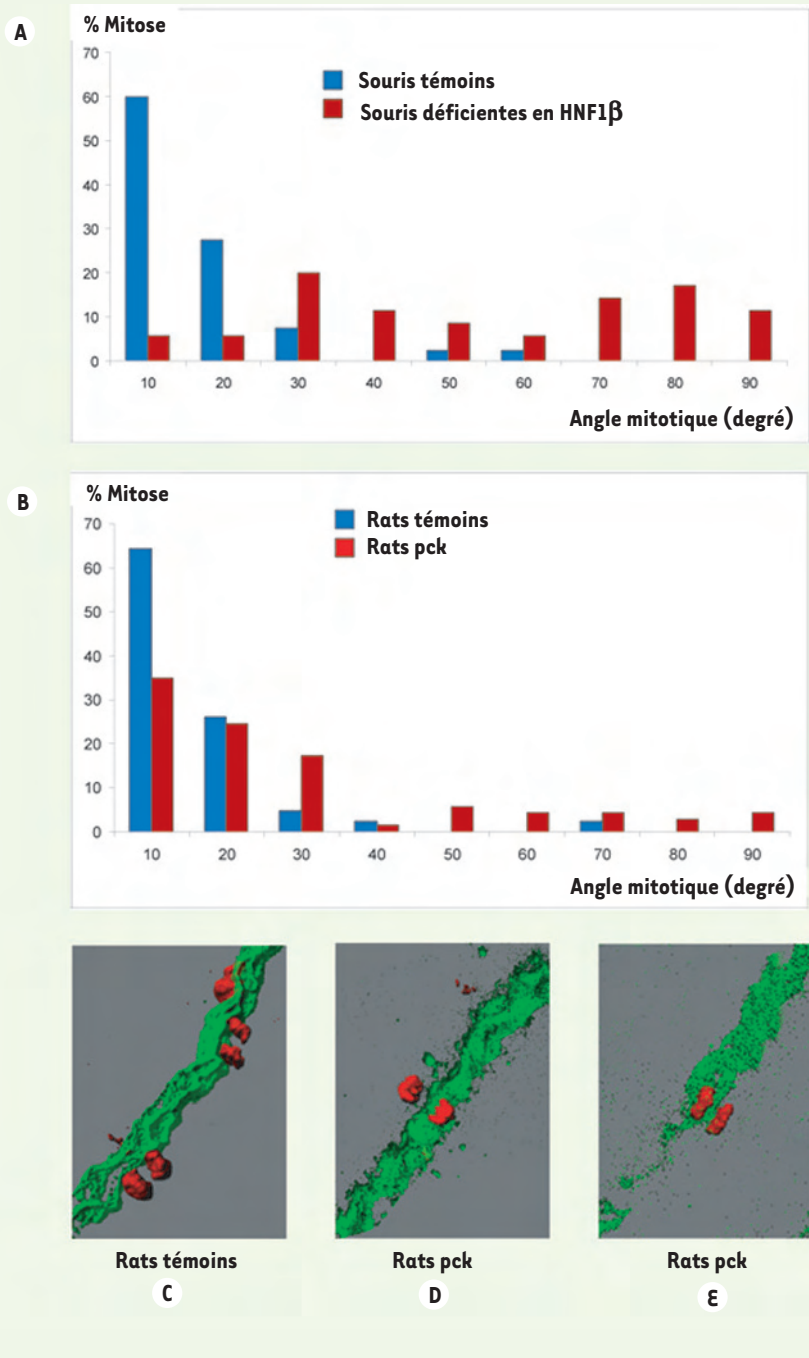 A
% Mitose
70
60
50
40
30
20
10
0
Souris témoins
Souris déficientes en HNF1β
10 20 30 40 50 60 70 80 90
Angle mitotique (degré)
B
% Mitose
70
60
50
40
30
20
10
0
Rats témoins
Rats pck
10 20 30 40 50 60 70 80 90
Angle mitotique (degré)
Rats témoins Rats pck Rats pck
C D E